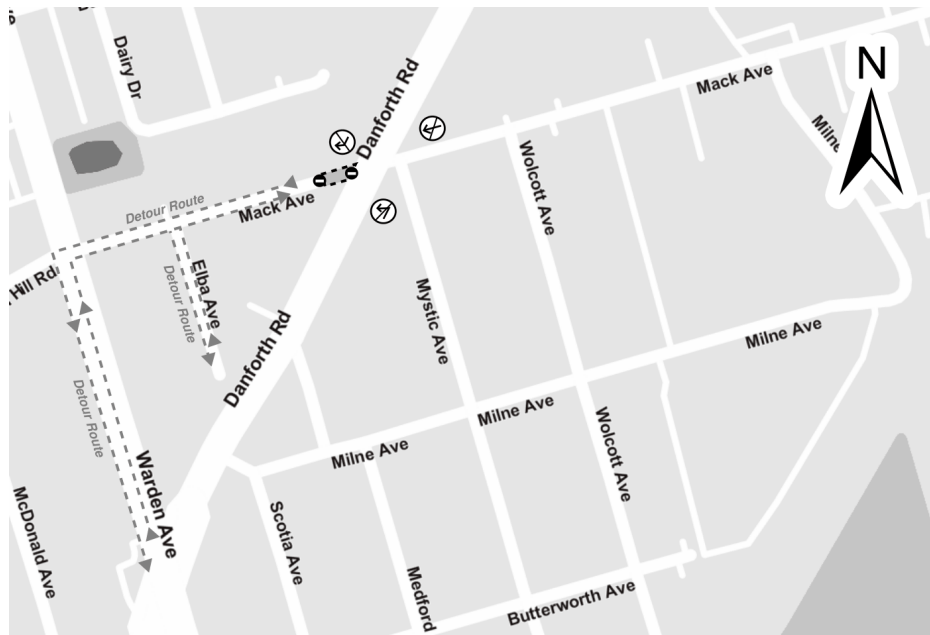 Dairy Dr
Danforth Rd
N
Mack Ave
Milne
Wolcott Ave
Detour Route
Mack Ave
Hill Rd
Elba Ave
Detour Route
Mystic Ave
Danforth Rd
Milne Ave
Detour Route
Milne Ave
Wolcott Ave
Milne Ave
Warden Ave
McDonald Ave
Scotia Ave
Medford
Butterworth Ave